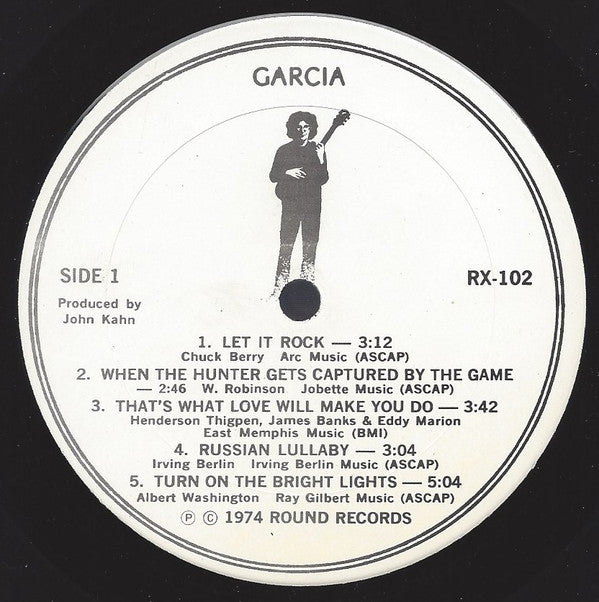 GARCIA
SIDE 1
RX-102
Produced by
John Kahn
1. LET IT ROCK — 3:12
Chuck Berry Arc Music (ASCAP)
2. WHEN THE HUNTER GETS CAPTURED BY THE GAME
— 2:46 W. Robinson Jobette Music (ASCAP)
3. THAT'S WHAT LOVE WILL MAKE YOU DO — 3:42
Henderson Thigpen, James Banks & Eddy Marion
East Memphis Music (BMI)
4. RUSSIAN LULLABY — 3:04
Irving Berlin Irving Berlin Music (ASCAP)
5. TURN ON THE BRIGHT LIGHTS — 5:04
Albert Washington Ray Gilbert Music (ASCAP)
℗ © 1974 ROUND RECORDS